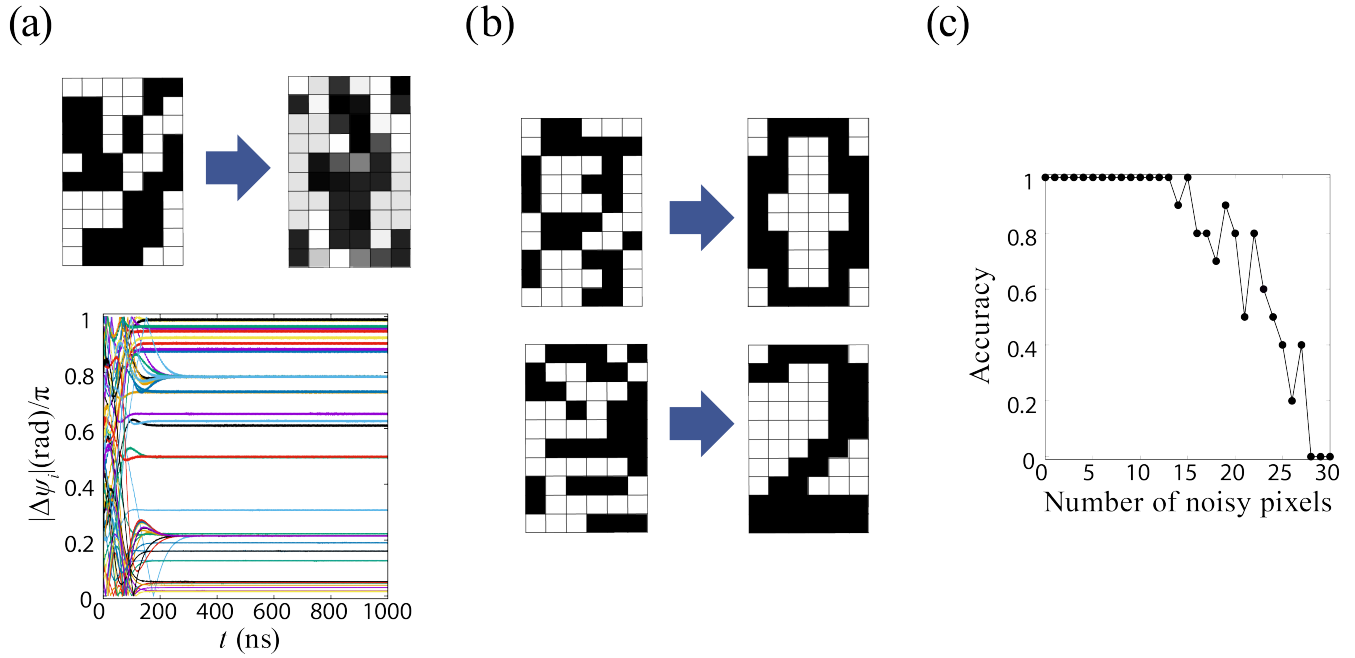 (a)
(b)
(c)
1
0.8
0.6
0.4
0.2
0
|Δψi|(rad)/π
0 200 400 600 800 1000
t (ns)
1
0.8
0.6
0.4
0.2
0
Accuracy
0 5 10 15 20 25 30
Number of noisy pixels